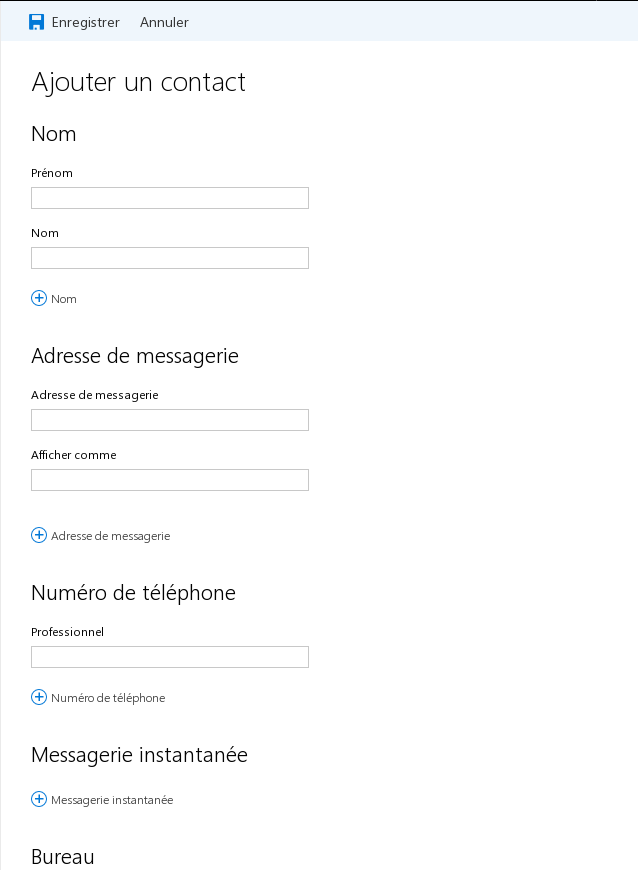 Enregistrer Annuler
Ajouter un contact
Nom
Prénom
Nom
Nom
Adresse de messagerie
Adresse de messagerie
Afficher comme
Adresse de messagerie
Numéro de téléphone
Professionnel
Numéro de téléphone
Messagerie instantanée
Messagerie instantanée
Bureau